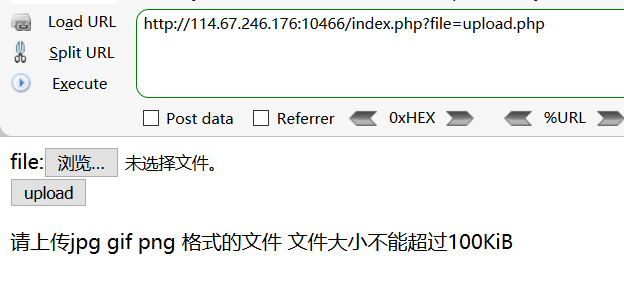 Load URL
http://114.67.246.176:10466/index.php?file=upload.php
Split URL
Execute
Post data
Referrer
0xHEX
%URL
file:浏览... 未选择文件。
upload
请上传jpg gif png 格式的文件 文件大小不能超过100KiB